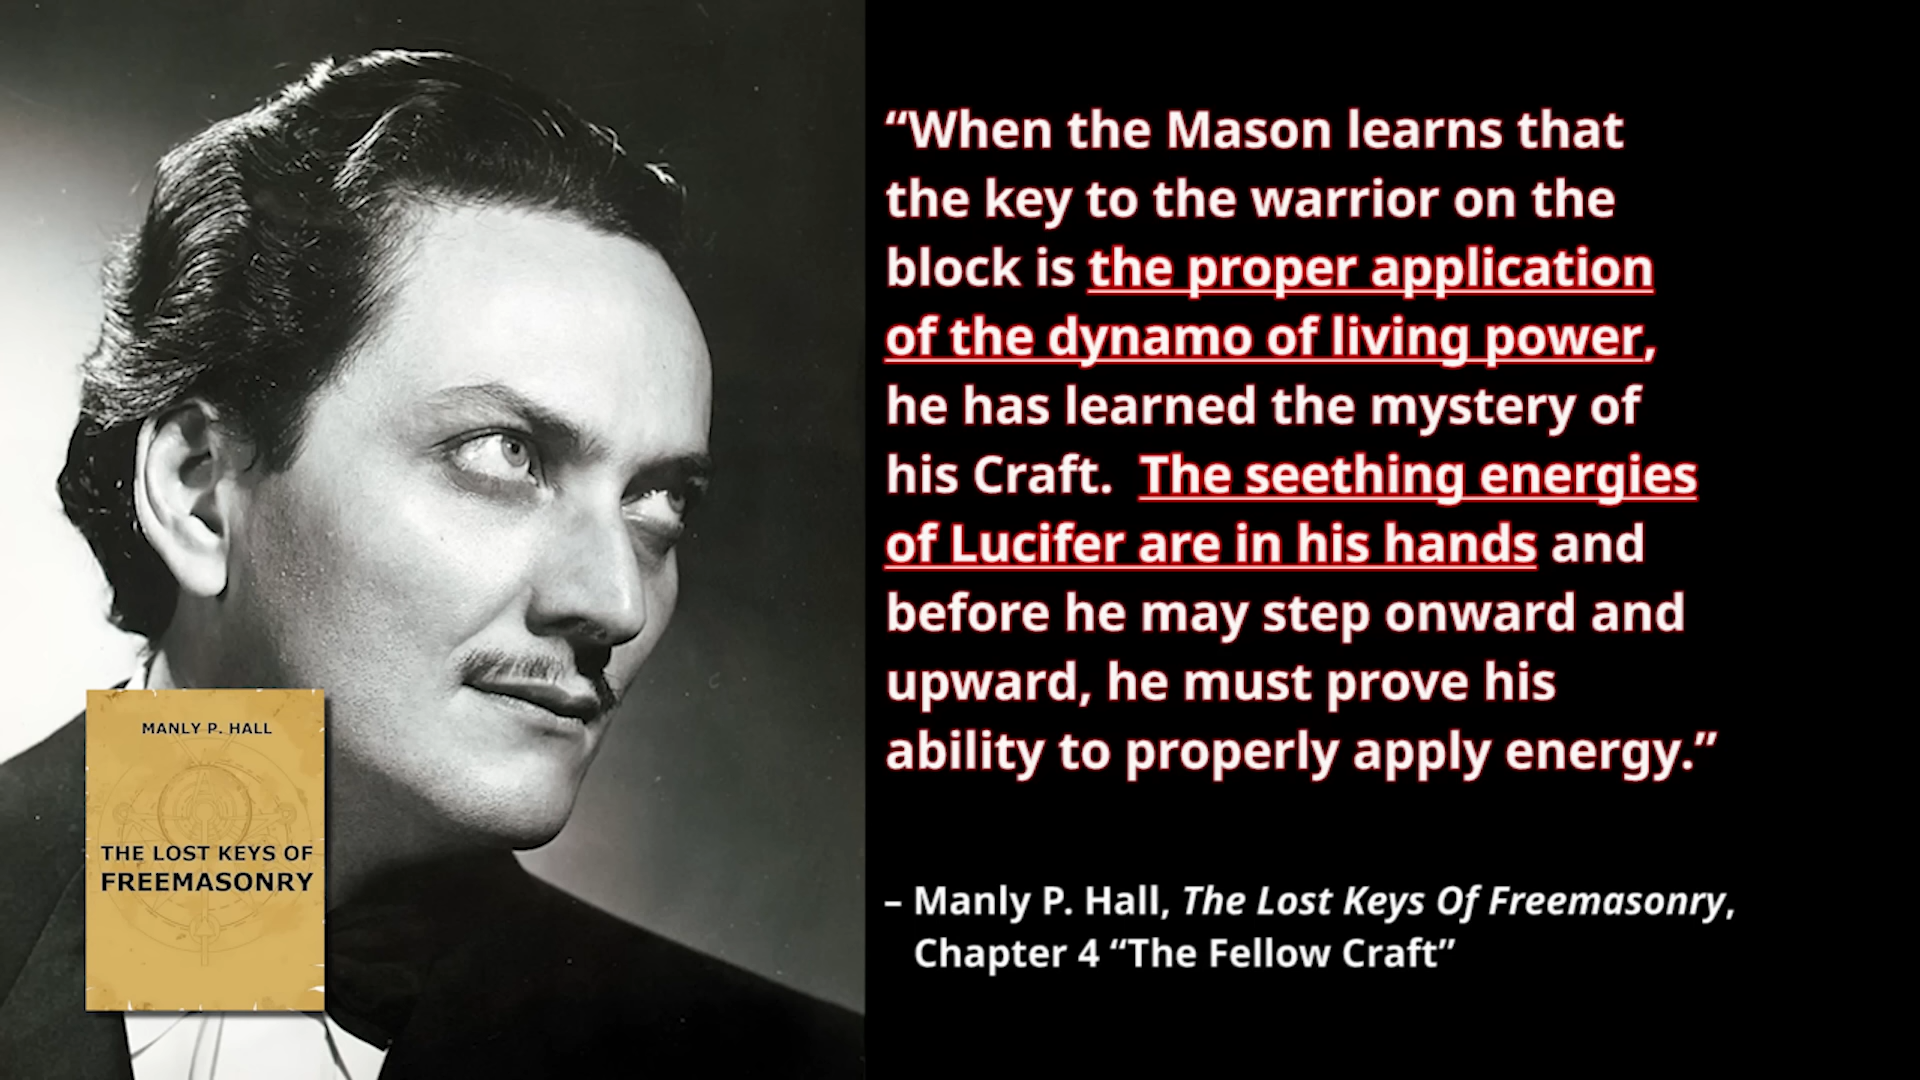 “When the Mason learns that
the key to the warrior on the
block is the proper application
of the dynamo of living power,
he has learned the mystery of
his Craft.  The seething energies
of Lucifer are in his hands and
before he may step onward and
upward, he must prove his
ability to properly apply energy.”
– Manly P. Hall, The Lost Keys Of Freemasonry,
Chapter 4 “The Fellow Craft”
MANLY P. HALL
THE LOST KEYS OF
FREEMASONRY